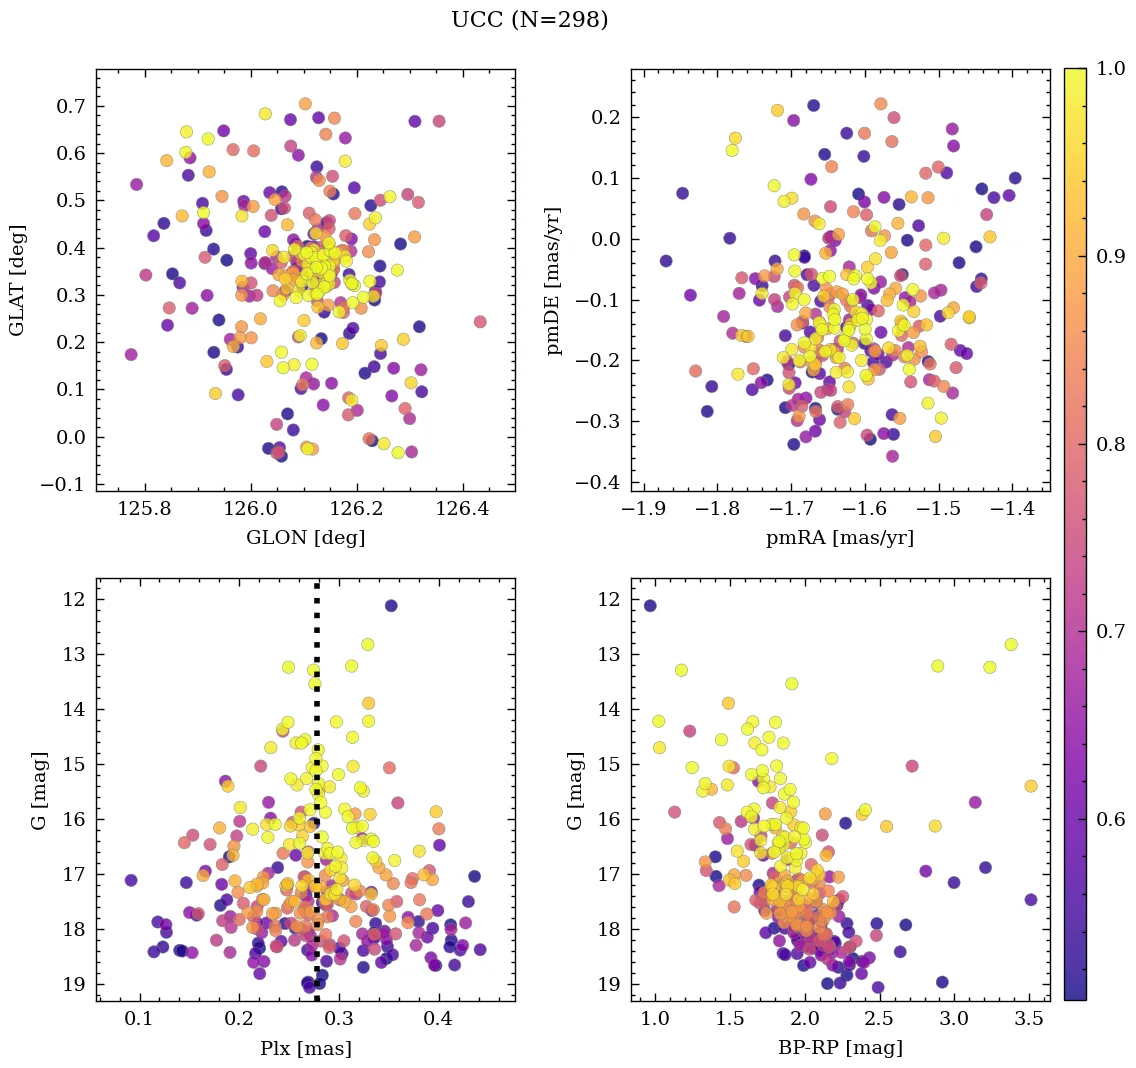 UCC (N=298)
GLAT [deg]
0.7
0.6
0.5
0.4
0.3
0.2
0.1
0.0
−0.1
125.8 126.0 126.2 126.4
GLON [deg]
pmDE [mas/yr]
0.2
0.1
0.0
−0.1
−0.2
−0.3
−0.4
−1.9 −1.8 −1.7 −1.6 −1.5 −1.4
pmRA [mas/yr]
1.0
0.9
0.8
0.7
0.6
G [mag]
12
13
14
15
16
17
18
19
0.1 0.2 0.3 0.4
Plx [mas]
G [mag]
12
13
14
15
16
17
18
19
1.0 1.5 2.0 2.5 3.0 3.5
BP-RP [mag]